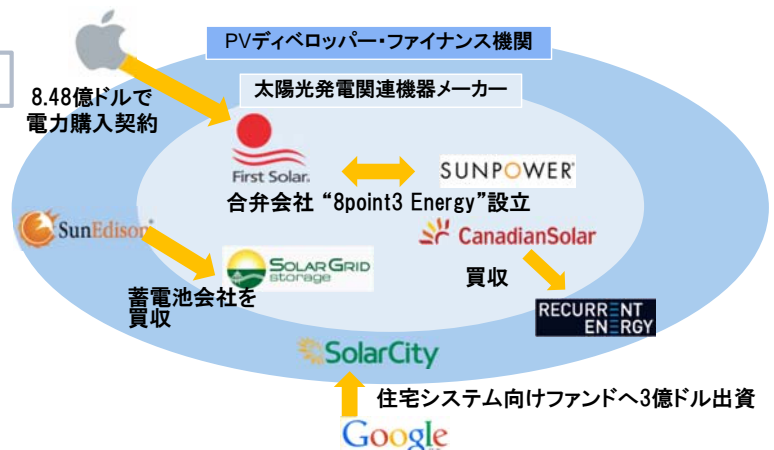 PVディベロッパー・ファイナンス機関
太陽光発電関連機器メーカー
8.48億ドルで
電力購入契約
First Solar.
SUNPOWER®
合弁会社 “8point3 Energy”設立
SunEdison
CanadianSolar
SOLAR GRID
storage
買収
蓄電池会社を
買収
RECURRENT
ENERGY
SolarCity
住宅システム向けファンドへ3億ドル出資
Google